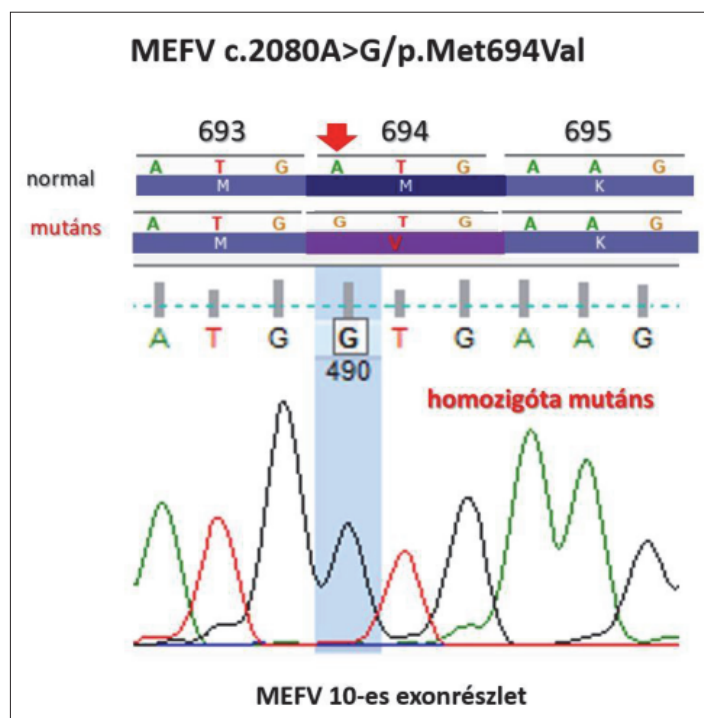 MEFV c.2080A>G/p.Met694Val
693 694 695
normal A T G A T G A A G
M M K
mutáns A T G G T G A A G
M V K
A T G G T G A A G
490
homozigóta mutáns
MEFV 10-es exonrészlet